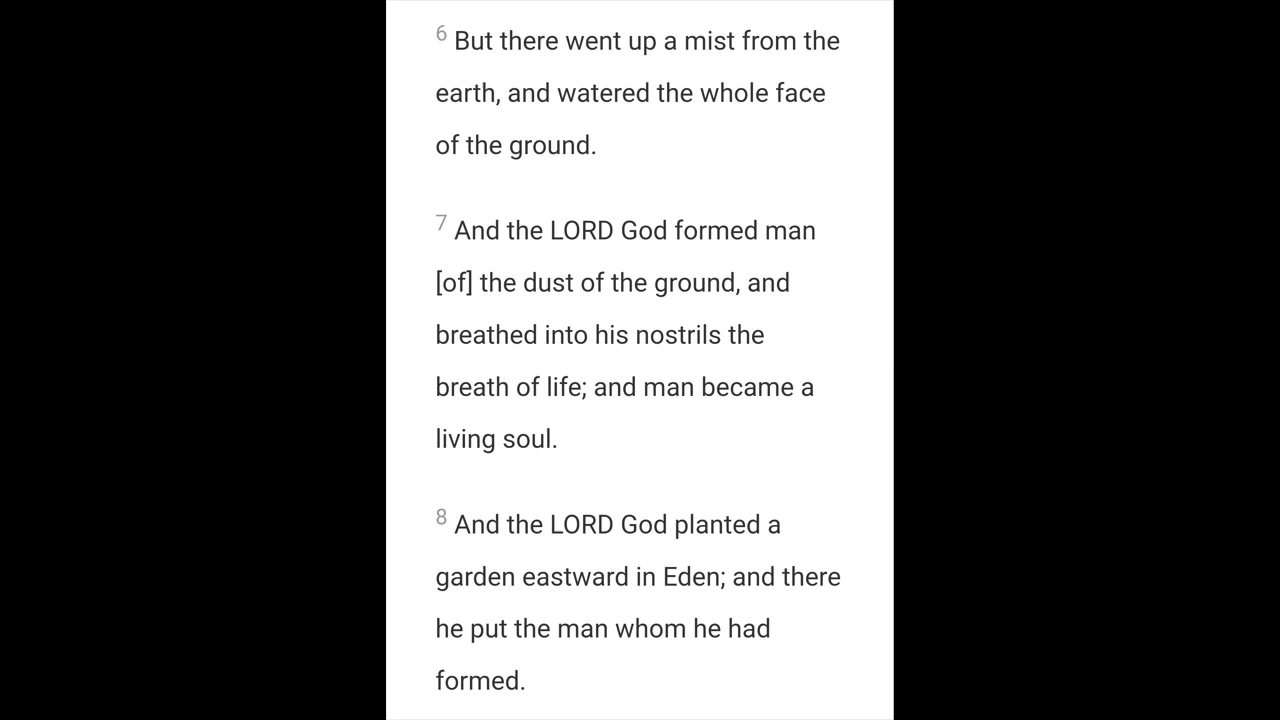 6 But there went up a mist from the
earth, and watered the whole face
of the ground.
7 And the LORD God formed man
[of] the dust of the ground, and
breathed into his nostrils the
breath of life; and man became a
living soul.
8 And the LORD God planted a
garden eastward in Eden; and there
he put the man whom he had
formed.